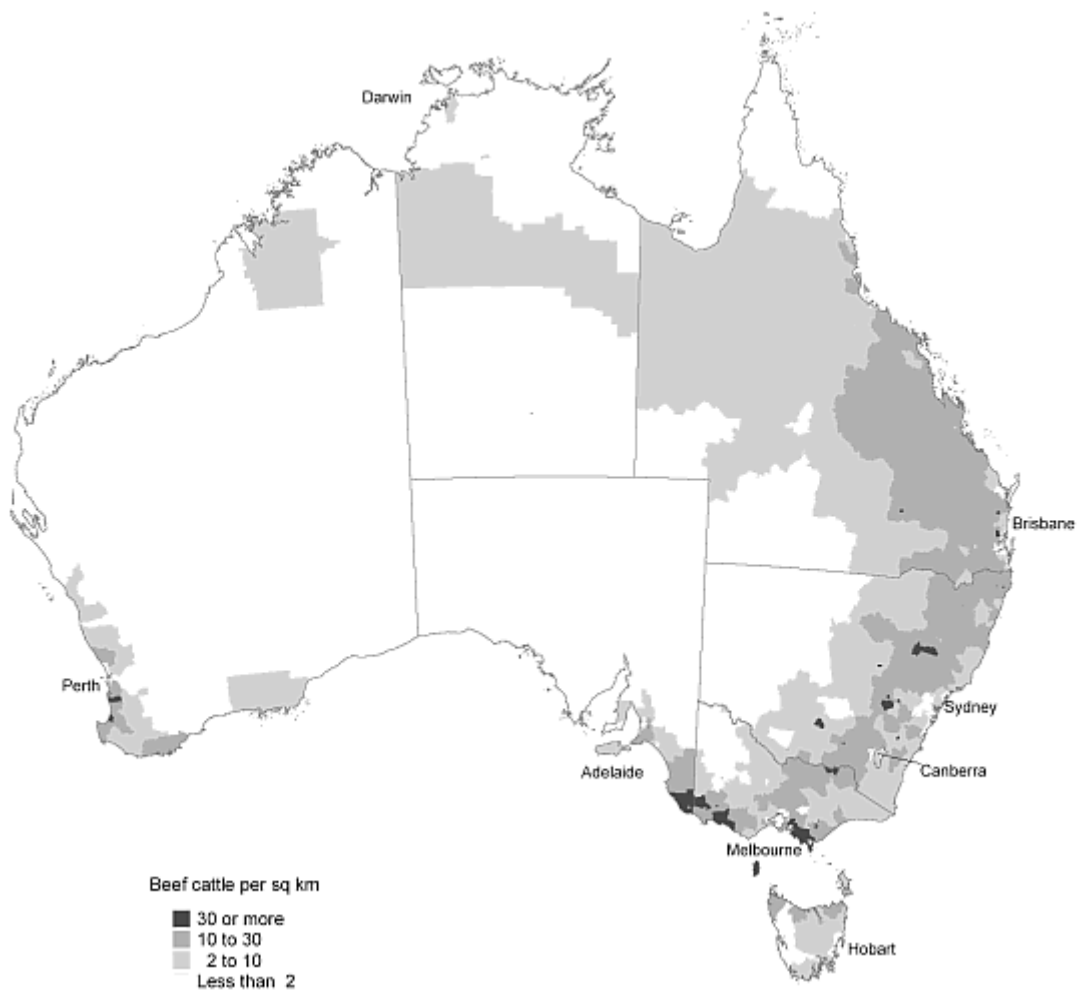 Darwin
Brisbane
Perth
Sydney
Adelaide
Canberra
Melbourne
Beef cattle per sq km
30 or more
10 to 30
2 to 10
Hobart
Less than 2